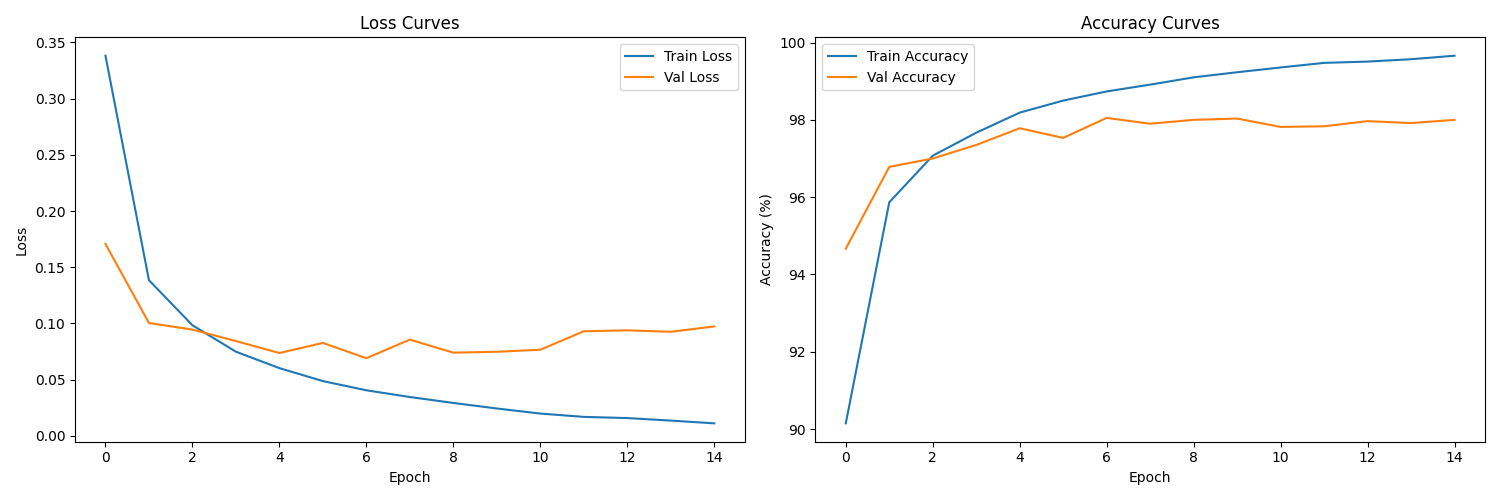 Loss Curves
Train Loss
Val Loss
0.35
0.30
0.25
0.20
0.15
0.10
0.05
0.00
Loss
0 2 4 6 8 10 12 14
Epoch
Accuracy Curves
Train Accuracy
Val Accuracy
100
98
96
94
92
90
Accuracy (%)
0 2 4 6 8 10 12 14
Epoch